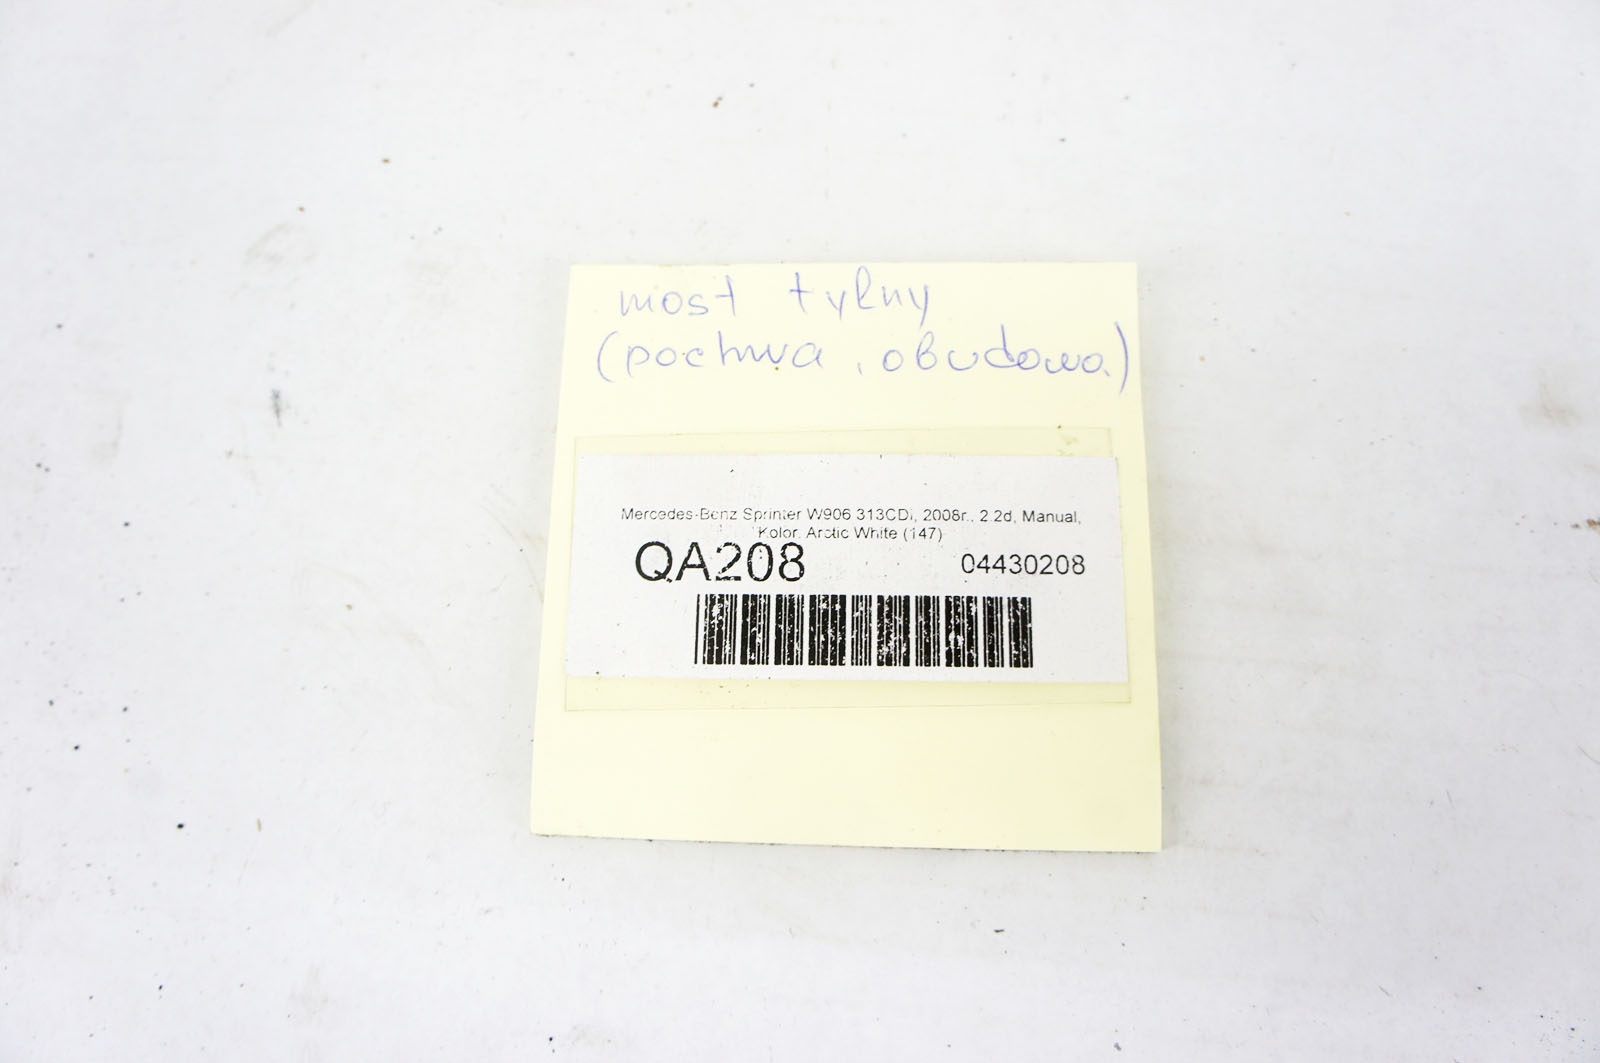 most tylny
(pochwa, obudowa)
Mercedes-Benz Sprinter W906 313CDi, 2008r., 2.2d, Manual,
Kolor: Arctic White (147)
QA208 04430208